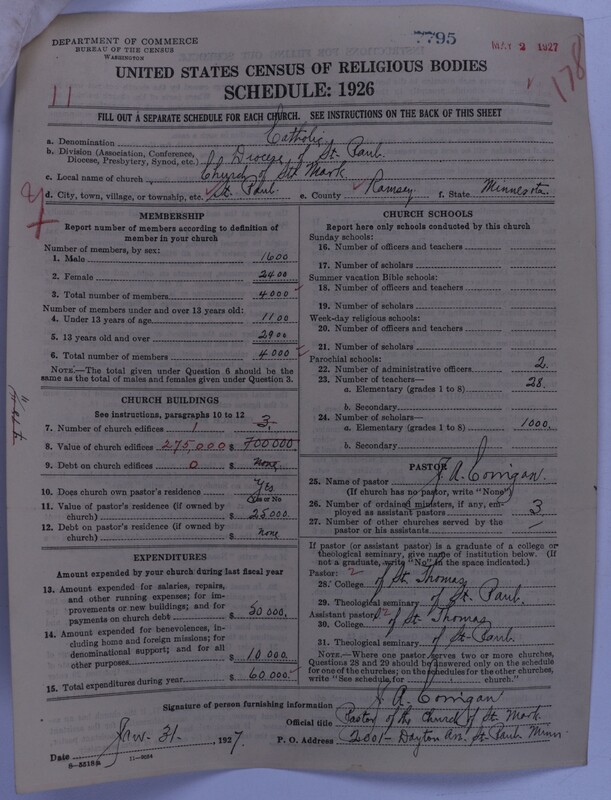 DEPARTMENT OF COMMERCE
BUREAU OF THE CENSUS
WASHINGTON
7795
MAY 2 1927
178
UNITED STATES CENSUS OF RELIGIOUS BODIES
SCHEDULE: 1926
11
FILL OUT A SEPARATE SCHEDULE FOR EACH CHURCH. SEE INSTRUCTIONS ON THE BACK OF THIS SHEET
a. Denomination Catholic
b. Division (Association, Conference, Diocese, Presbytery, Synod, etc.) Diocese of St. Paul.
c. Local name of church Church of St. Mark
d. City, town, village, or township, etc. St. Paul e. County Ramsey f. State Minnesota
MEMBERSHIP
Report number of members according to definition of
member in your church
Number of members, by sex:
1. Male 1600
2. Female 2400
3. Total number of members 4000
Number of members under and over 13 years old:
4. Under 13 years of age 1100
5. 13 years old and over 2900
6. Total number of members 4000
NOTE.—The total given under Question 6 should be the
same as the total of males and females given under Question 3.
CHURCH BUILDINGS
See instructions, paragraphs 10 to 12
7. Number of church edifices 1 3.
8. Value of church edifices 275,000 $ 700000
9. Debt on church edifices 0 $ None.
10. Does church own pastor's residence Yes
(Yes or No)
11. Value of pastor's residence (if owned by
church) $ 25000.
12. Debt on pastor's residence (if owned by
church) $ None
EXPENDITURES
Amount expended by your church during last fiscal year
13. Amount expended for salaries, repairs,
and other running expenses; for im-
provements or new buildings; and for
payments on church debt $ 50000.
14. Amount expended for benevolences, in-
cluding home and foreign missions; for
denominational support; and for all
other purposes $ 10000.
15. Total expenditures during year $ 60000.
CHURCH SCHOOLS
Report here only schools conducted by this church
Sunday schools:
16. Number of officers and teachers
17. Number of scholars
Summer vacation Bible schools:
18. Number of officers and teachers
19. Number of scholars
Week-day religious schools:
20. Number of officers and teachers
21. Number of scholars
Parochial schools:
22. Number of administrative officers 2.
23. Number of teachers—
a. Elementary (grades 1 to 8) 28.
b. Secondary
24. Number of scholars—
a. Elementary (grades 1 to 8) 1000.
b. Secondary
PASTOR
25. Name of pastor J. A. Corrigan.
(If church has no pastor, write "None")
26. Number of ordained ministers, if any, em-
ployed as assistant pastors 3
27. Number of other churches served by the
pastor or his assistants
If pastor (or assistant pastor) is a graduate of a college or
theological seminary, give name of institution below. (If
not a graduate, write "No" in the space indicated.)
Pastor: 2
28. College of St. Thomas
29. Theological seminary of St. Paul.
Assistant pastor: 2
30. College of St. Thomas
31. Theological seminary of St. Paul.
NOTE.—Where one pastor serves two or more churches,
Questions 28 and 29 should be answered only on the schedule
for one church; on the schedules for the other churches,
write "See schedule for church."
Signature of person furnishing information J. A. Corrigan
Official title Pastor of the Church of St. Mark.
Date Jan. 31-, 1927. P. O. Address 2001- Dayton Av. St. Paul, Minn
8—5518a 11—9084